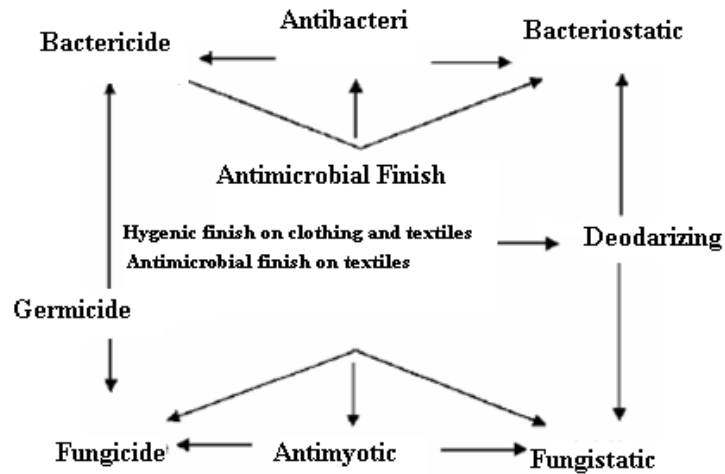 Antibacteri
Bactericide
Bacteriostatic
Antimicrobial Finish
Hygenic finish on clothing and textiles
Antimicrobial finish on textiles
Deodarizing
Germicide
Fungicide
Antimyotic
Fungistatic